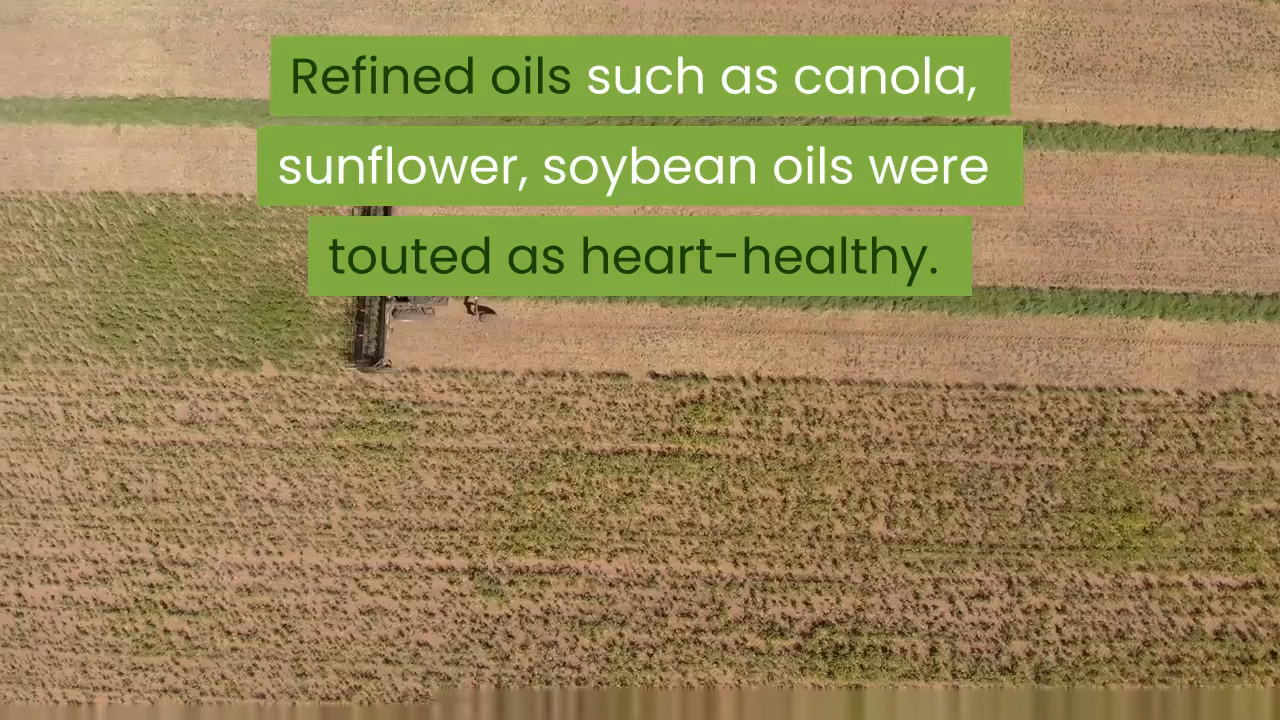 Refined oils such as canola,
sunflower, soybean oils were
touted as heart-healthy.